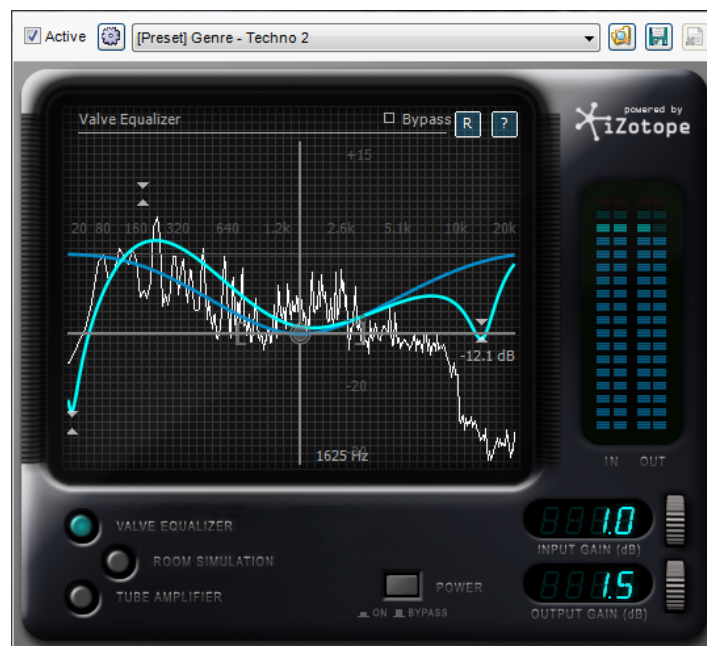 Active [Preset] Genre - Techno 2
powered by
iZotope
Valve Equalizer Bypass R ?
+15
20 80 160 320 640 1.2k 2.6k 5.1k 10k 20k
-12.1 dB
-20
1625 Hz
IN OUT
VALVE EQUALIZER
ROOM SIMULATION
TUBE AMPLIFIER
POWER
ON BYPASS
1.0
INPUT GAIN (dB)
1.5
OUTPUT GAIN (dB)